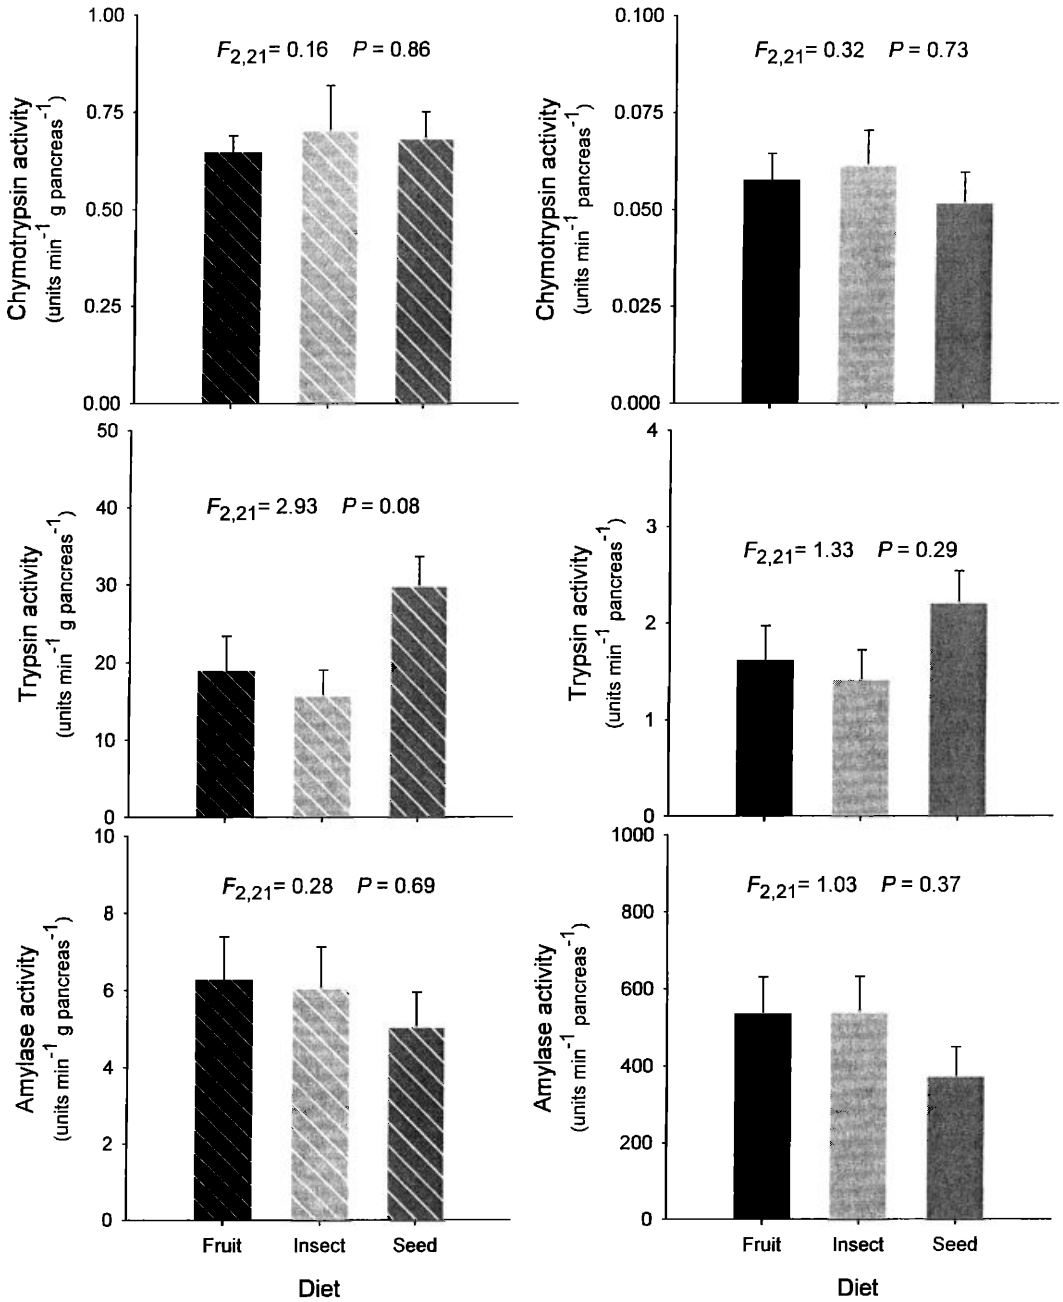 1.00
0.75
0.50
0.25
0.00
Chymotrypsin activity
(units min-1 g pancreas-1)
F2,21= 0.16 P = 0.86
0.100
0.075
0.050
0.025
0.000
Chymotrypsin activity
(units min-1 pancreas-1)
F2,21= 0.32 P = 0.73
50
40
30
20
10
0
Trypsin activity
(units min-1 g pancreas-1)
F2,21= 2.93 P = 0.08
4
3
2
1
0
Trypsin activity
(units min-1 pancreas-1)
F2,21= 1.33 P = 0.29
10
8
6
4
2
0
Amylase activity
(units min-1 g pancreas-1)
F2,21= 0.28 P = 0.69
Fruit Insect Seed
Diet
1000
800
600
400
200
0
Amylase activity
(units min-1 pancreas-1)
F2,21= 1.03 P = 0.37
Fruit Insect Seed
Diet